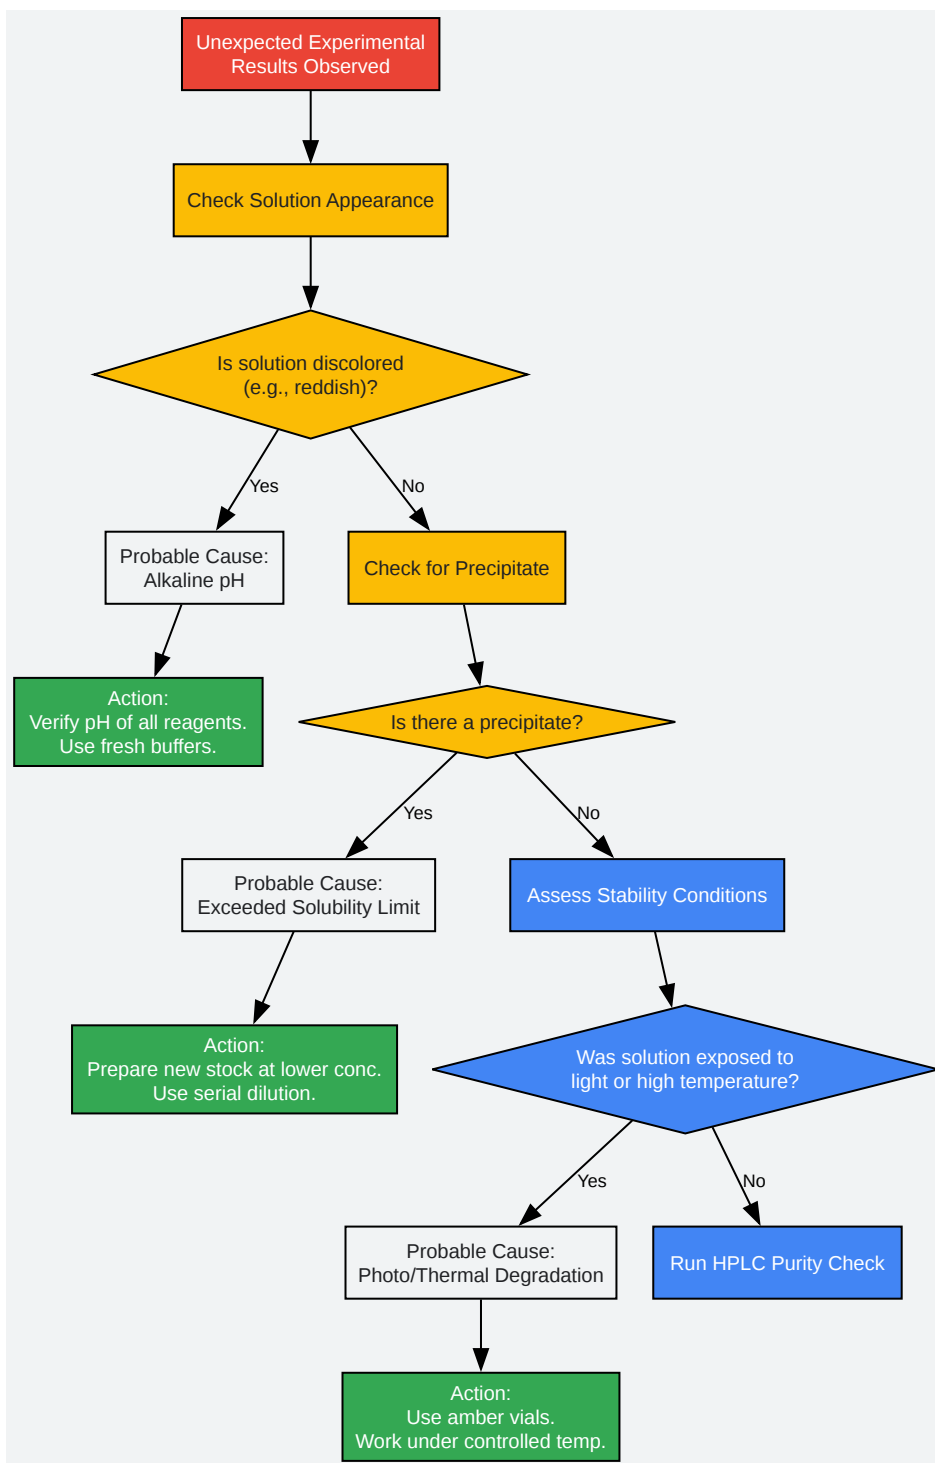 Unexpected Experimental
Results Observed
Check Solution Appearance
Is solution discolored
(e.g., reddish)?
Yes
No
Probable Cause:
Alkaline pH
Check for Precipitate
Action:
Verify pH of all reagents.
Use fresh buffers.
Is there a precipitate?
Yes
No
Probable Cause:
Exceeded Solubility Limit
Assess Stability Conditions
Action:
Prepare new stock at lower conc.
Use serial dilution.
Was solution exposed to
light or high temperature?
Yes
No
Probable Cause:
Photo/Thermal Degradation
Run HPLC Purity Check
Action:
Use amber vials.
Work under controlled temp.